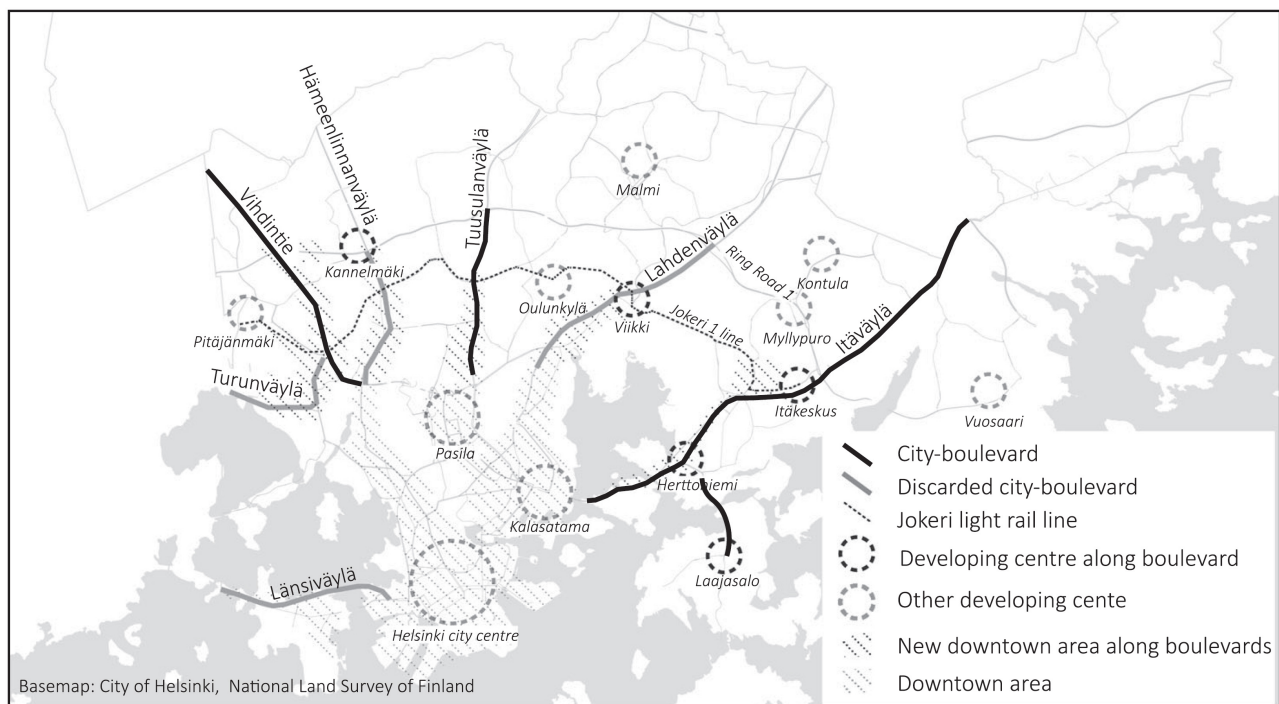 Hämeenlinnanväylä
Vihdintie
Tuusulanväylä
Malmi
Kannelmäki
Lahdenväylä
Ring Road 1
Kontula
Oulunkylä
Viikki
Pitäjänmäki
Jokeri 1 line
Myllypuro
Itäväylä
Turunväylä
Itäkeskus
Vuosaari
Pasila
Herttoniemi
Kalasatama
Laajasalo
Länsiväylä
Helsinki city centre
City-boulevard
Discarded city-boulevard
Jokeri light rail line
Developing centre along boulevard
Other developing cente
New downtown area along boulevards
Downtown area
Basemap: City of Helsinki, National Land Survey of Finland